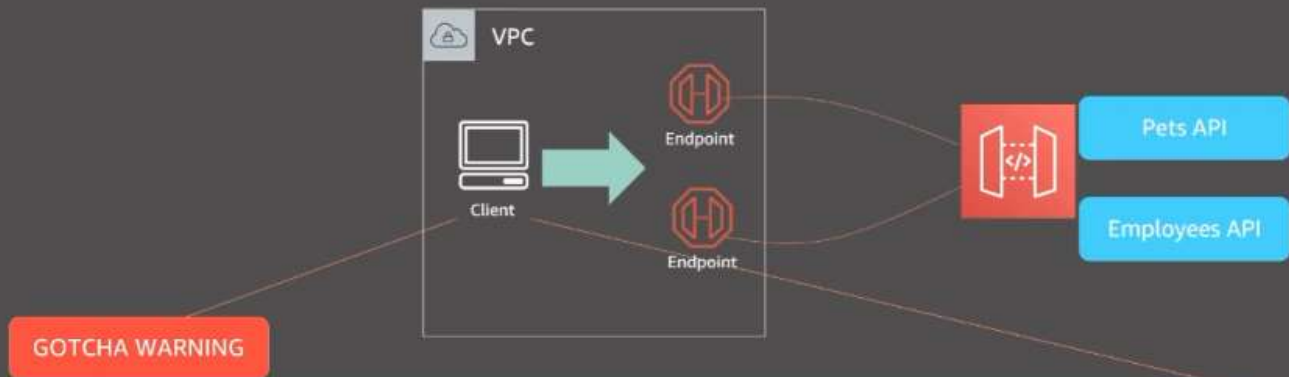 VPC
Endpoint
Client
Endpoint
</>
Pets API
Employees API
GOTCHA WARNING